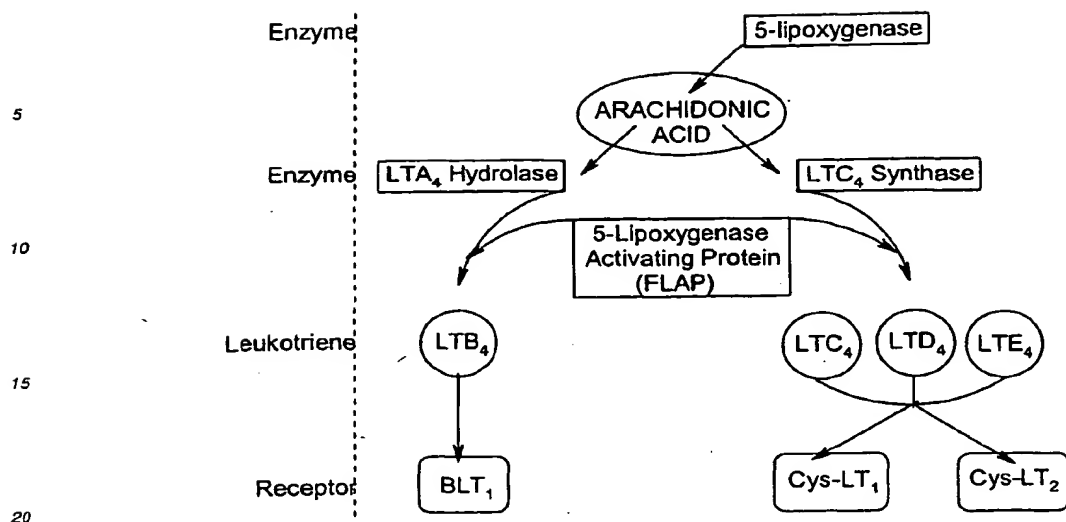 Enzyme
5-lipoxygenase
5
ARACHIDONIC
ACID
Enzyme
LTA₄ Hydrolase
LTC₄ Synthase
10
5-Lipoxygenase
Activating Protein
(FLAP)
Leukotriene
LTB₄
LTC₄
LTD₄
LTE₄
15
Receptor
BLT₁
Cys-LT₁
Cys-LT₂
20